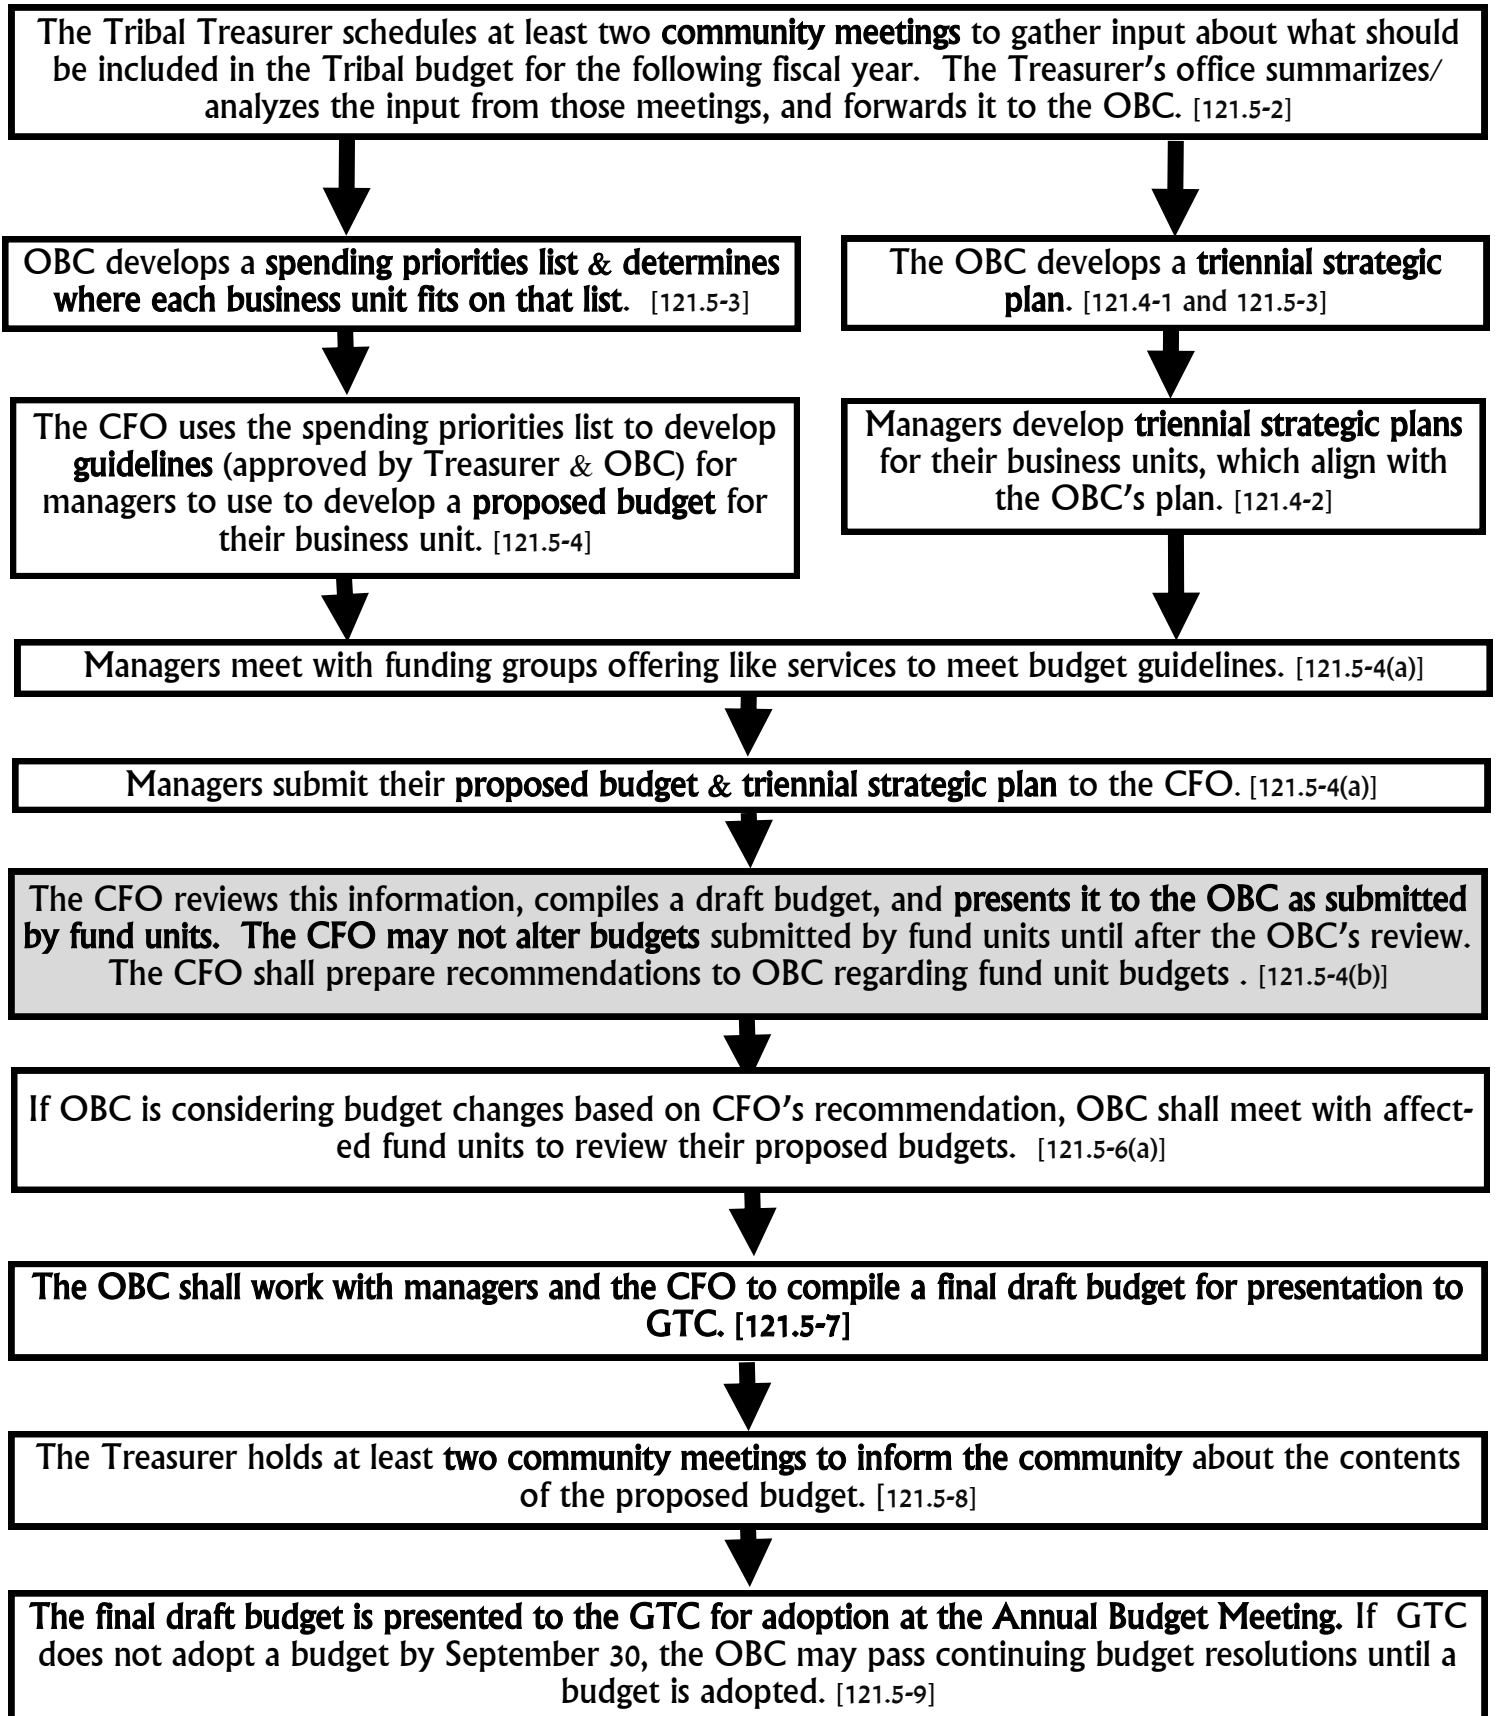 The Tribal Treasurer schedules at least two community meetings to gather input about what should
be included in the Tribal budget for the following fiscal year.  The Treasurer’s office summarizes/
analyzes the input from those meetings, and forwards it to the OBC. [121.5-2]
OBC develops a spending priorities list & determines
where each business unit fits on that list.  [121.5-3]
The OBC develops a triennial strategic
plan. [121.4-1 and 121.5-3]
The CFO uses the spending priorities list to develop
guidelines (approved by Treasurer & OBC) for
managers to use to develop a proposed budget for
their business unit. [121.5-4]
Managers develop triennial strategic plans
for their business units, which align with
the OBC’s plan. [121.4-2]
Managers meet with funding groups offering like services to meet budget guidelines. [121.5-4(a)]
Managers submit their proposed budget & triennial strategic plan to the CFO. [121.5-4(a)]
The CFO reviews this information, compiles a draft budget, and presents it to the OBC as submitted
by fund units.  The CFO may not alter budgets submitted by fund units until after the OBC’s review.
The CFO shall prepare recommendations to OBC regarding fund unit budgets . [121.5-4(b)]
If OBC is considering budget changes based on CFO’s recommendation, OBC shall meet with affect-
ed fund units to review their proposed budgets.  [121.5-6(a)]
The OBC shall work with managers and the CFO to compile a final draft budget for presentation to
GTC. [121.5-7]
The Treasurer holds at least two community meetings to inform the community about the contents
of the proposed budget. [121.5-8]
The final draft budget is presented to the GTC for adoption at the Annual Budget Meeting. If  GTC
does not adopt a budget by September 30, the OBC may pass continuing budget resolutions until a
budget is adopted. [121.5-9]